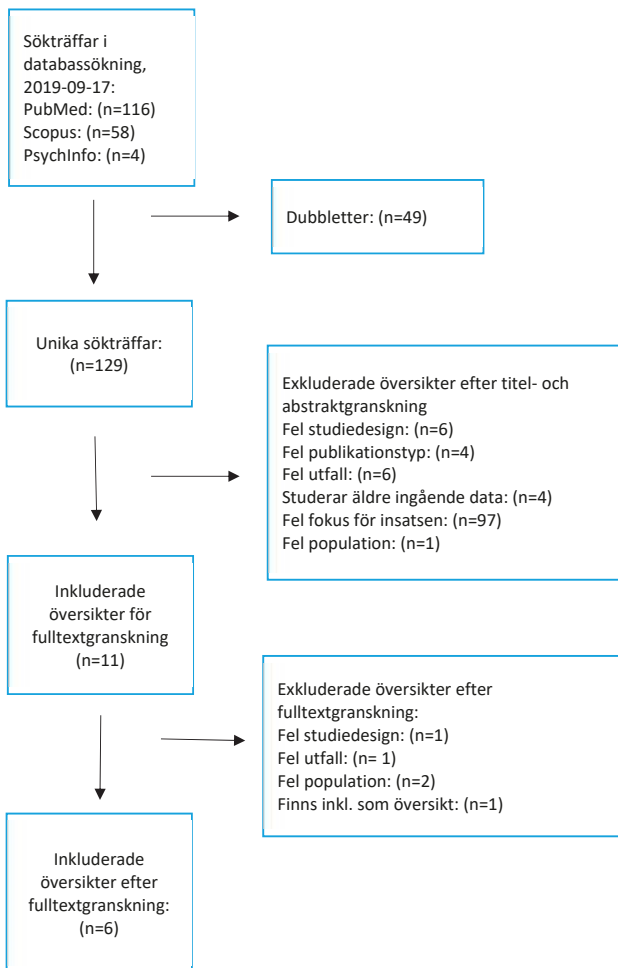 Sökträffar i
databassökning,
2019-09-17:
PubMed: (n=116)
Scopus: (n=58)
PsychInfo: (n=4)
Dubbletter: (n=49)
Unika sökträffar:
(n=129)
Exkluderade översikter efter titel- och
abstraktgranskning
Fel studiedesign: (n=6)
Fel publikationstyp: (n=4)
Fel utfall: (n=6)
Studerar äldre ingående data: (n=4)
Fel fokus för insatsen: (n=97)
Fel population: (n=1)
Inkluderade
översikter för
fulltextgranskning
(n=11)
Exkluderade översikter efter
fulltextgranskning:
Fel studiedesign: (n=1)
Fel utfall: (n= 1)
Fel population: (n=2)
Finns inkl. som översikt: (n=1)
Inkluderade
översikter efter
fulltextgranskning:
(n=6)